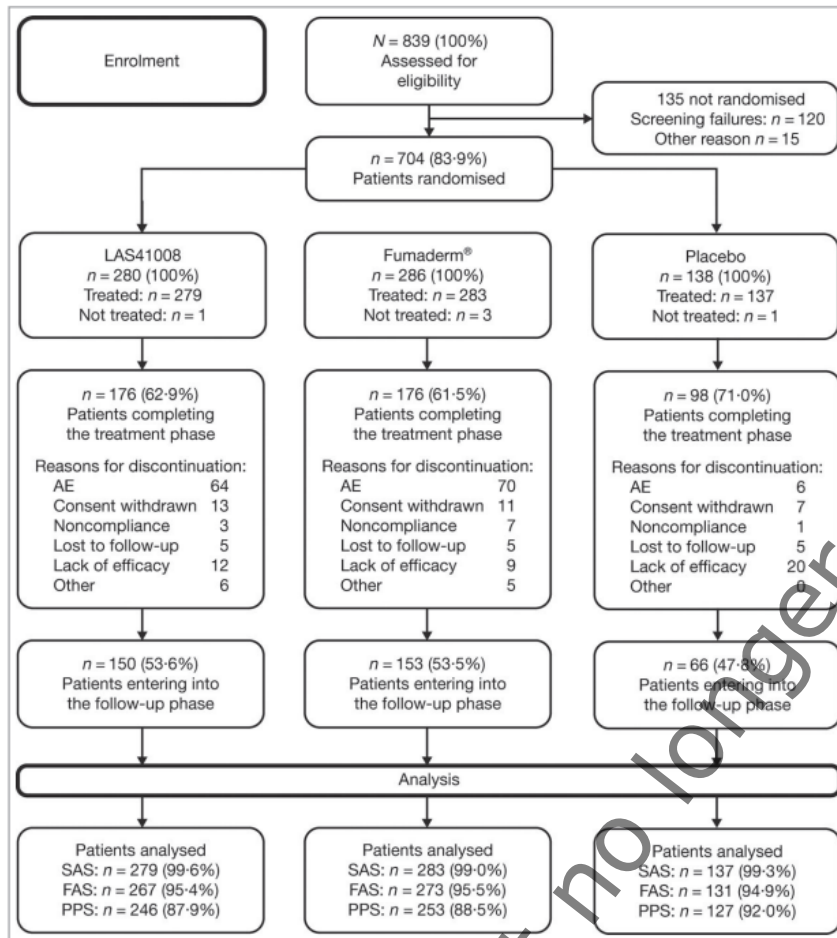 Enrolment
N = 839 (100%)
Assessed for
eligibility
135 not randomised
Screening failures: n = 120
Other reason n = 15
n = 704 (83·9%)
Patients randomised
LAS41008
n = 280 (100%)
Treated: n = 279
Not treated: n = 1
Fumaderm®
n = 286 (100%)
Treated: n = 283
Not treated: n = 3
Placebo
n = 138 (100%)
Treated: n = 137
Not treated: n = 1
n = 176 (62·9%)
Patients completing
the treatment phase
Reasons for discontinuation:
AE 64
Consent withdrawn 13
Noncompliance 3
Lost to follow-up 5
Lack of efficacy 12
Other 6
n = 176 (61·5%)
Patients completing
the treatment phase
Reasons for discontinuation:
AE 70
Consent withdrawn 11
Noncompliance 7
Lost to follow-up 5
Lack of efficacy 9
Other 5
n = 98 (71·0%)
Patients completing
the treatment phase
Reasons for discontinuation:
AE 6
Consent withdrawn 7
Noncompliance 1
Lost to follow-up 5
Lack of efficacy 20
Other 0
n = 150 (53·6%)
Patients entering into
the follow-up phase
n = 153 (53·5%)
Patients entering into
the follow-up phase
n = 66 (47·8%)
Patients entering into
the follow-up phase
Analysis
Patients analysed
SAS: n = 279 (99·6%)
FAS: n = 267 (95·4%)
PPS: n = 246 (87·9%)
Patients analysed
SAS: n = 283 (99·0%)
FAS: n = 273 (95·5%)
PPS: n = 253 (88·5%)
Patients analysed
SAS: n = 137 (99·3%)
FAS: n = 131 (94·9%)
PPS: n = 127 (92·0%)
no longer